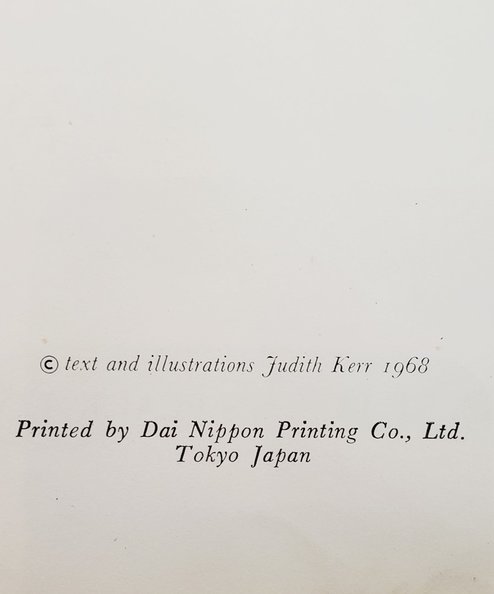 © text and illustrations Judith Kerr 1968
Printed by Dai Nippon Printing Co., Ltd.
Tokyo Japan